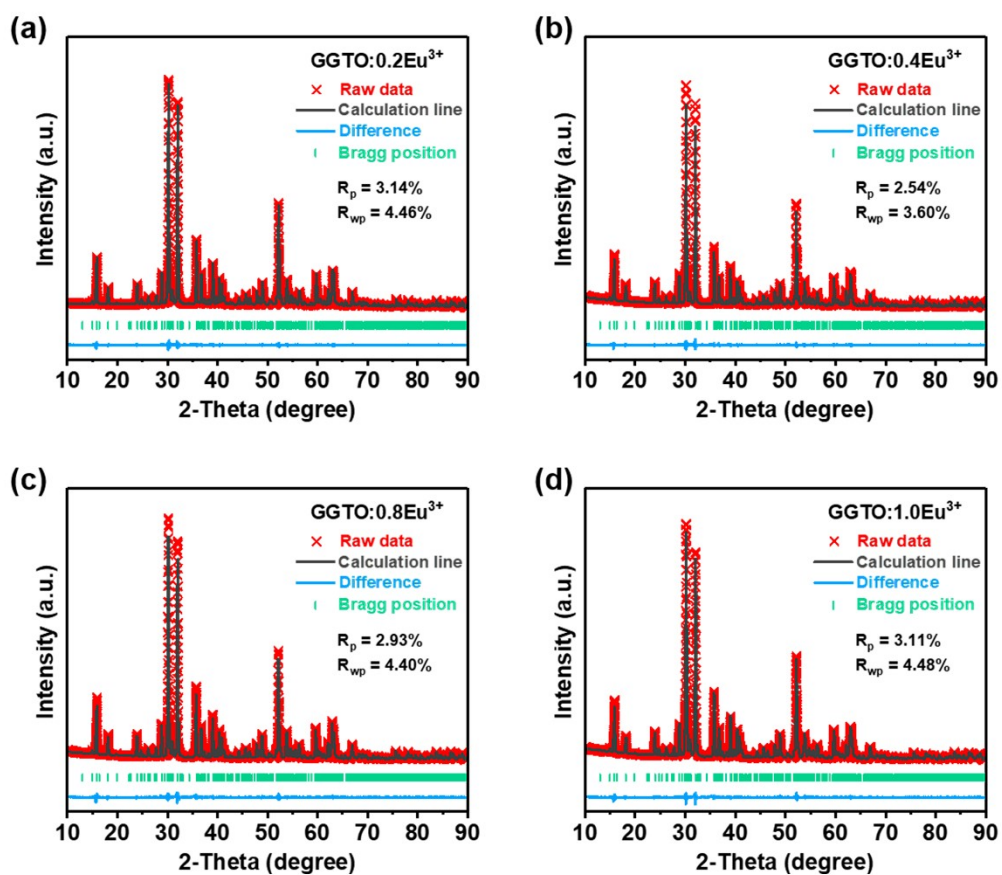 (a)
GGTO:0.2Eu³⁺
Raw data
Calculation line
Difference
Bragg position
Rₚ = 3.14%
R_wp = 4.46%
Intensity (a.u.)
10 20 30 40 50 60 70 80 90
2-Theta (degree)
(b)
GGTO:0.4Eu³⁺
Raw data
Calculation line
Difference
Bragg position
Rₚ = 2.54%
R_wp = 3.60%
Intensity (a.u.)
10 20 30 40 50 60 70 80 90
2-Theta (degree)
(c)
GGTO:0.8Eu³⁺
Raw data
Calculation line
Difference
Bragg position
Rₚ = 2.93%
R_wp = 4.40%
Intensity (a.u.)
10 20 30 40 50 60 70 80 90
2-Theta (degree)
(d)
GGTO:1.0Eu³⁺
Raw data
Calculation line
Difference
Bragg position
Rₚ = 3.11%
R_wp = 4.48%
Intensity (a.u.)
10 20 30 40 50 60 70 80 90
2-Theta (degree)